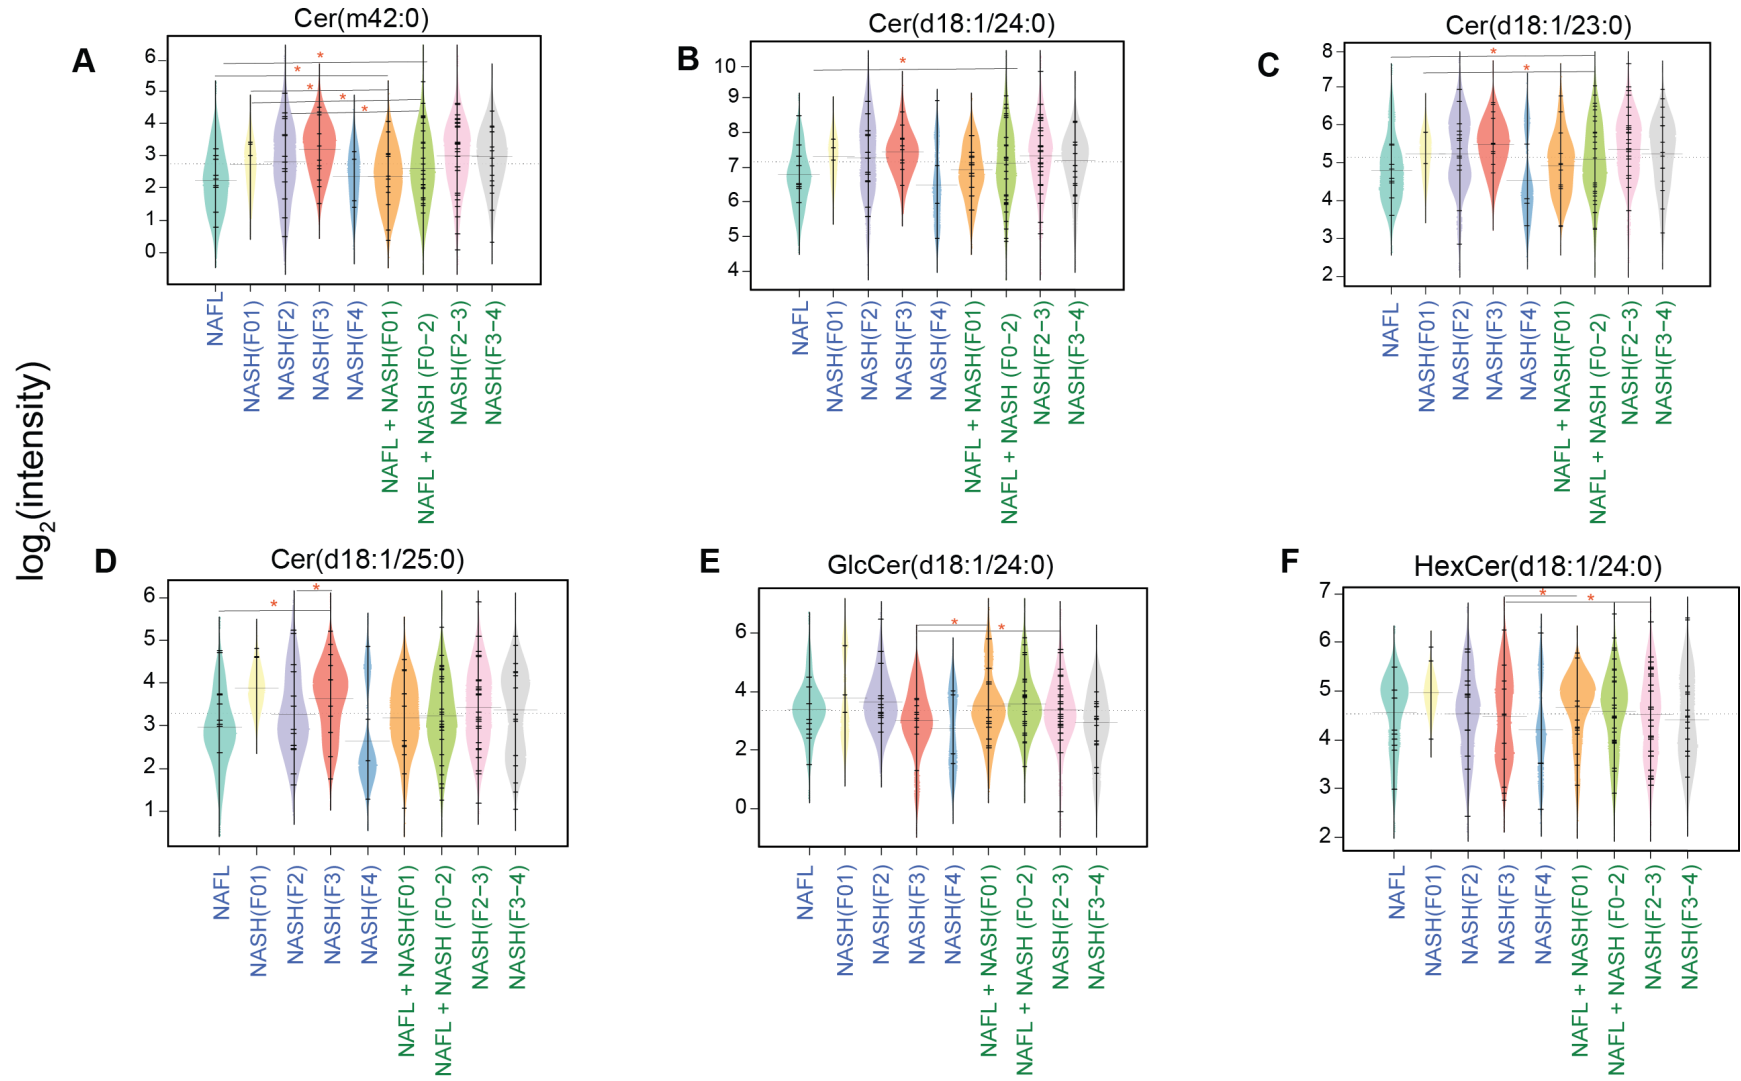 log2(intensity)
A
Cer(m42:0)
*
*
*
*
*
6
5
4
3
2
1
0
NAFL
NASH(F01)
NASH(F2)
NASH(F3)
NASH(F4)
NAFL + NASH(F01)
NAFL + NASH (F0−2)
NASH(F2−3)
NASH(F3−4)
B
Cer(d18:1/24:0)
*
10
9
8
7
6
5
4
NAFL
NASH(F01)
NASH(F2)
NASH(F3)
NASH(F4)
NAFL + NASH(F01)
NAFL + NASH (F0−2)
NASH(F2−3)
NASH(F3−4)
C
Cer(d18:1/23:0)
*
*
8
7
6
5
4
3
2
NAFL
NASH(F01)
NASH(F2)
NASH(F3)
NASH(F4)
NAFL + NASH(F01)
NAFL + NASH (F0−2)
NASH(F2−3)
NASH(F3−4)
D
Cer(d18:1/25:0)
*
*
6
5
4
3
2
1
NAFL
NASH(F01)
NASH(F2)
NASH(F3)
NASH(F4)
NAFL + NASH(F01)
NAFL + NASH (F0−2)
NASH(F2−3)
NASH(F3−4)
E
GlcCer(d18:1/24:0)
*
*
6
4
2
0
NAFL
NASH(F01)
NASH(F2)
NASH(F3)
NASH(F4)
NAFL + NASH(F01)
NAFL + NASH (F0−2)
NASH(F2−3)
NASH(F3−4)
F
HexCer(d18:1/24:0)
*
*
7
6
5
4
3
2
NAFL
NASH(F01)
NASH(F2)
NASH(F3)
NASH(F4)
NAFL + NASH(F01)
NAFL + NASH (F0−2)
NASH(F2−3)
NASH(F3−4)